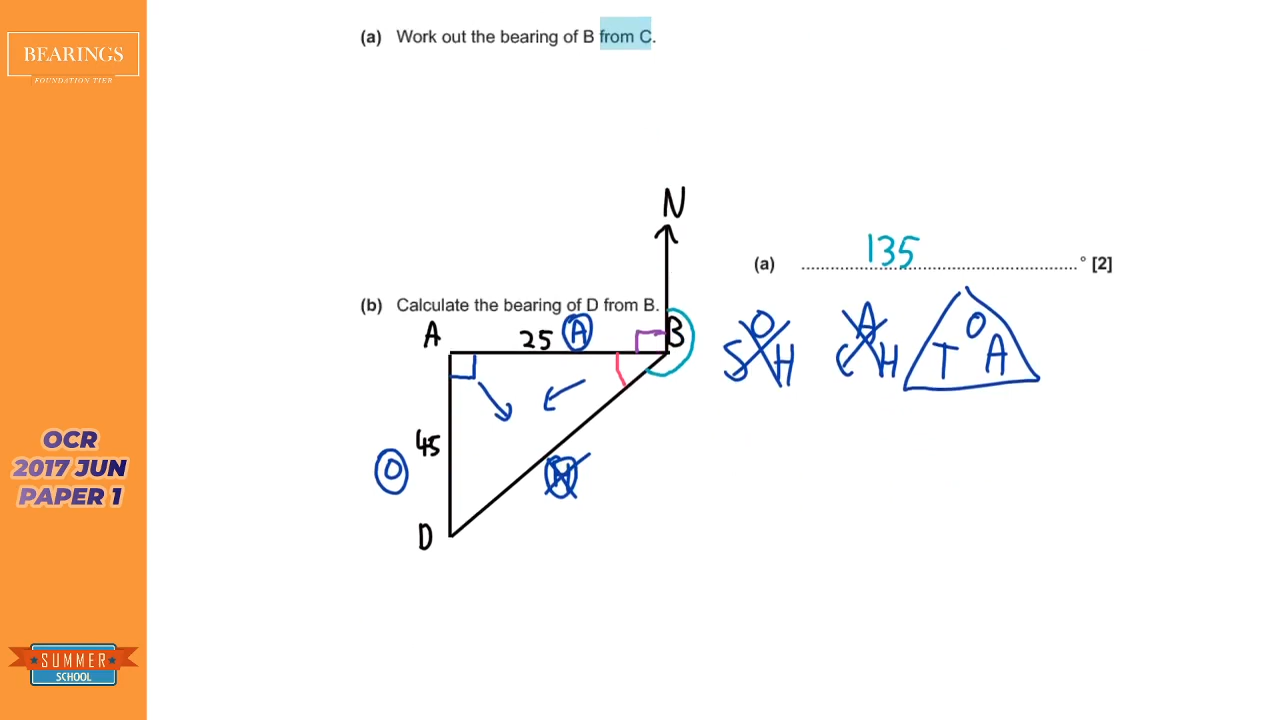 BEARINGS
FOUNDATION TIER
(a) Work out the bearing of B from C.
N
135
(a) ° [2]
(b) Calculate the bearing of D from B.
A 25 A B
S O H C A H T O A
45
O H
D
OCR
2017 JUN
PAPER 1
SUMMER
SCHOOL